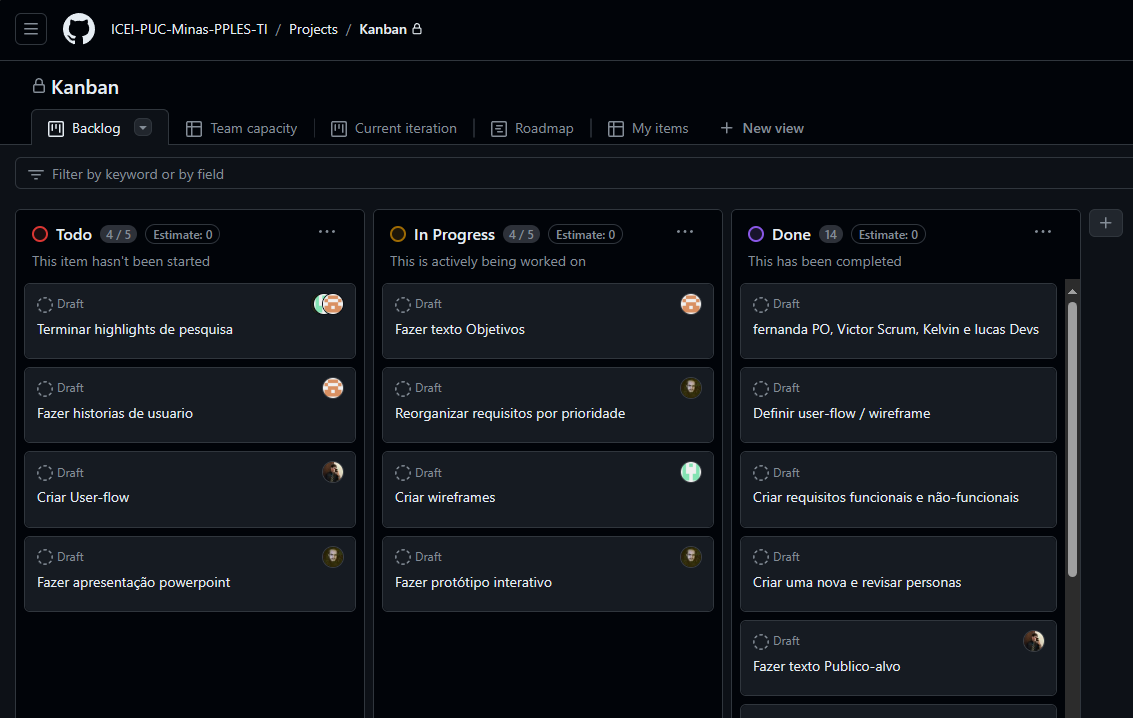 ICEI-PUC-Minas-PPLES-TI / Projects / Kanban
Kanban
Backlog Team capacity Current iteration Roadmap My items + New view
Filter by keyword or by field
Todo 4 / 5 Estimate: 0
This item hasn't been started
Draft
Terminar highlights de pesquisa
Draft
Fazer historias de usuario
Draft
Criar User-flow
Draft
Fazer apresentação powerpoint
In Progress 4 / 5 Estimate: 0
This is actively being worked on
Draft
Fazer texto Objetivos
Draft
Reorganizar requisitos por prioridade
Draft
Criar wireframes
Draft
Fazer protótipo interativo
Done 14 Estimate: 0
This has been completed
Draft
fernanda PO, Victor Scrum, Kelvin e lucas Devs
Draft
Definir user-flow / wireframe
Draft
Criar requisitos funcionais e não-funcionais
Draft
Criar uma nova e revisar personas
Draft
Fazer texto Publico-alvo